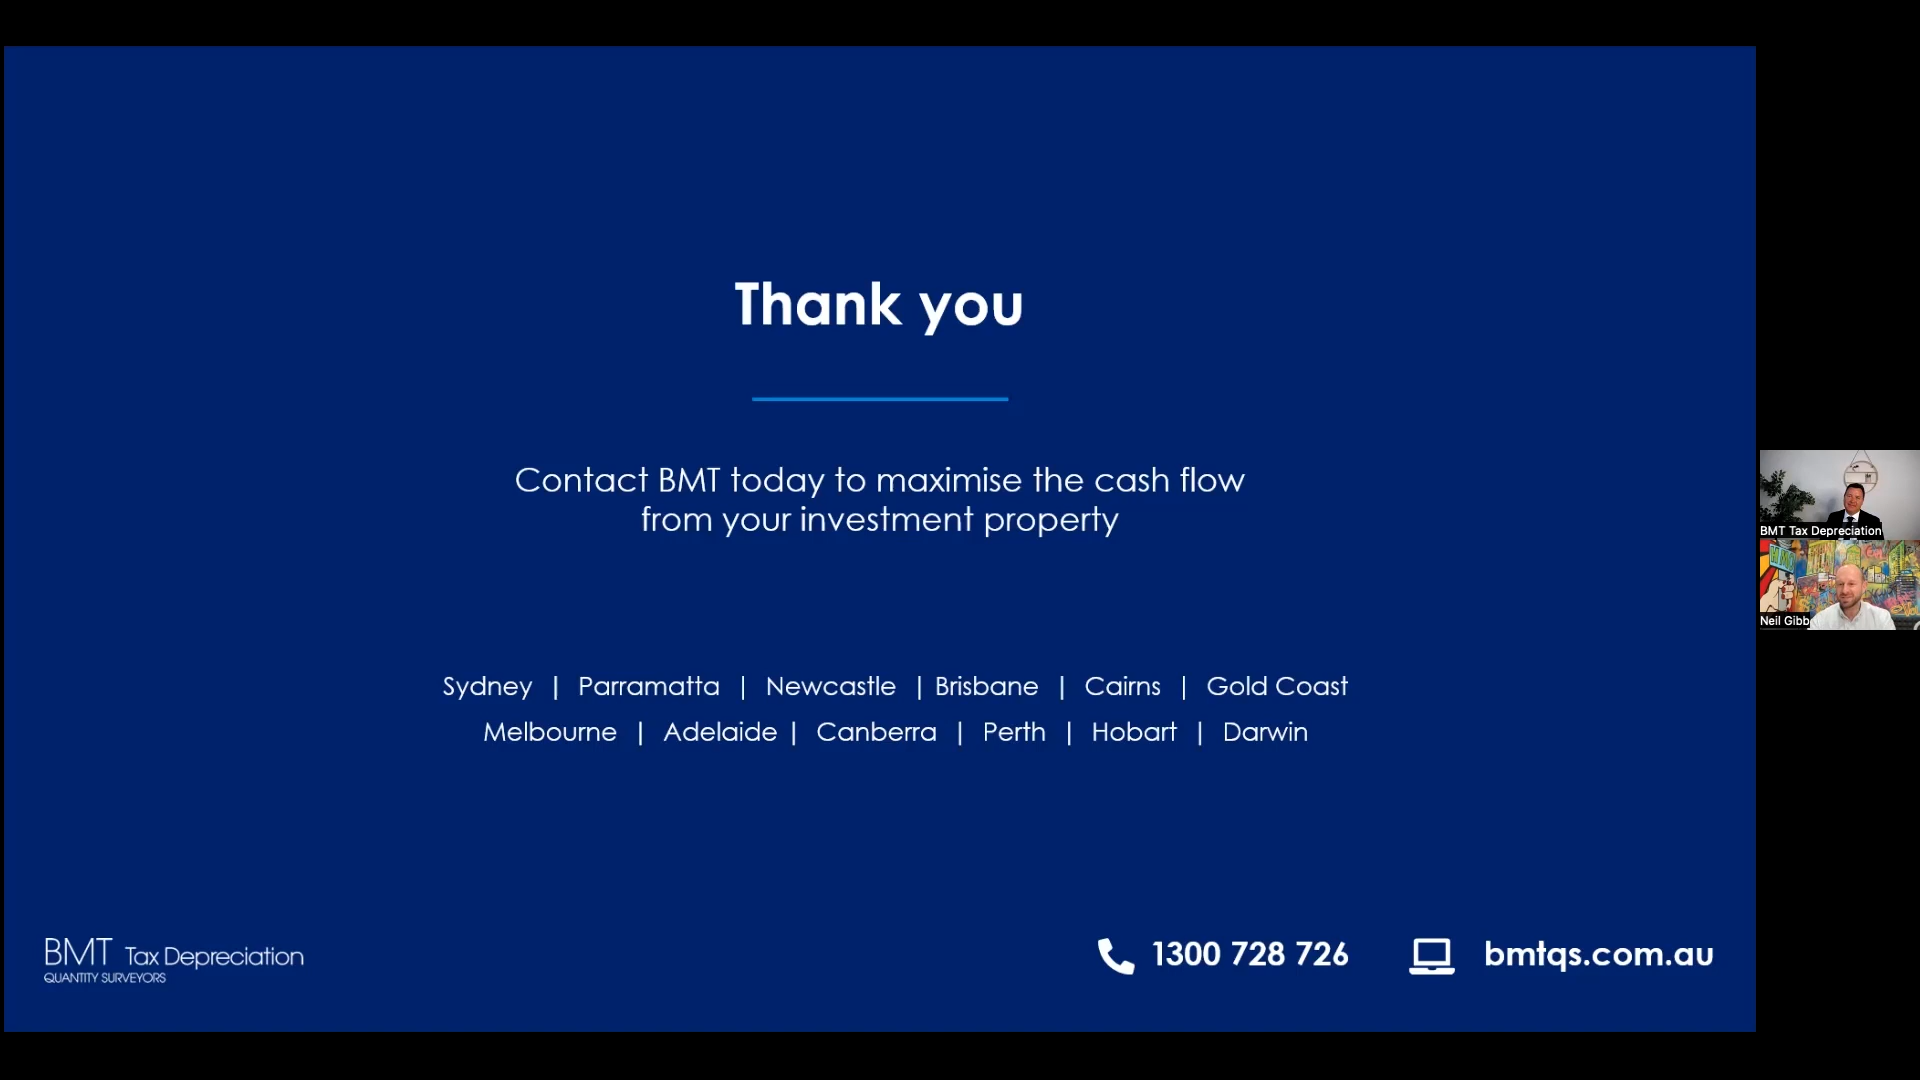 Thank you
Contact BMT today to maximise the cash flow
from your investment property
Sydney | Parramatta | Newcastle | Brisbane | Cairns | Gold Coast
Melbourne | Adelaide | Canberra | Perth | Hobart | Darwin
BMT Tax Depreciation
QUANTITY SURVEYORS
1300 728 726
bmtqs.com.au
BMT Tax Depreciation
Neil Gibb